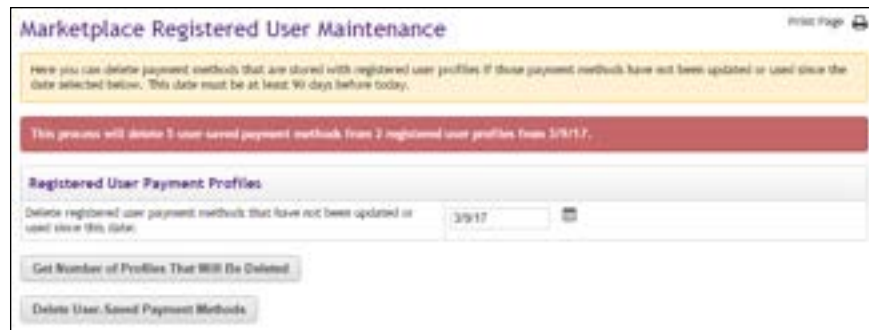 Marketplace Registered User Maintenance
Print Page
Here you can delete payment methods that are stored with registered user profiles if those payment methods have not been updated or used since the
date selected below. This date must be at least 90 days before today.
This process will delete 5 user saved payment methods from 2 registered user profiles from 3/9/17.
Registered User Payment Profiles
Delete registered user payment methods that have not been updated or
used since this date:
3/9/17
Get Number of Profiles That Will Be Deleted
Delete User-Saved Payment Methods